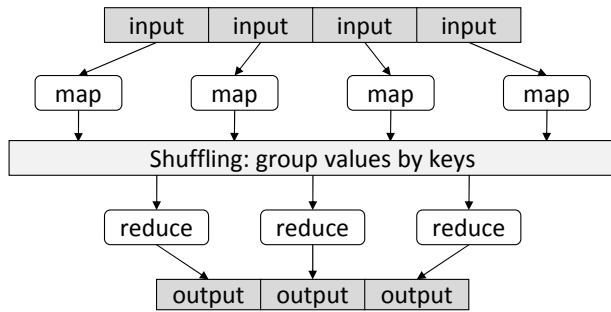 input input input input
map map map map
Shuffling: group values by keys
reduce reduce reduce
output output output